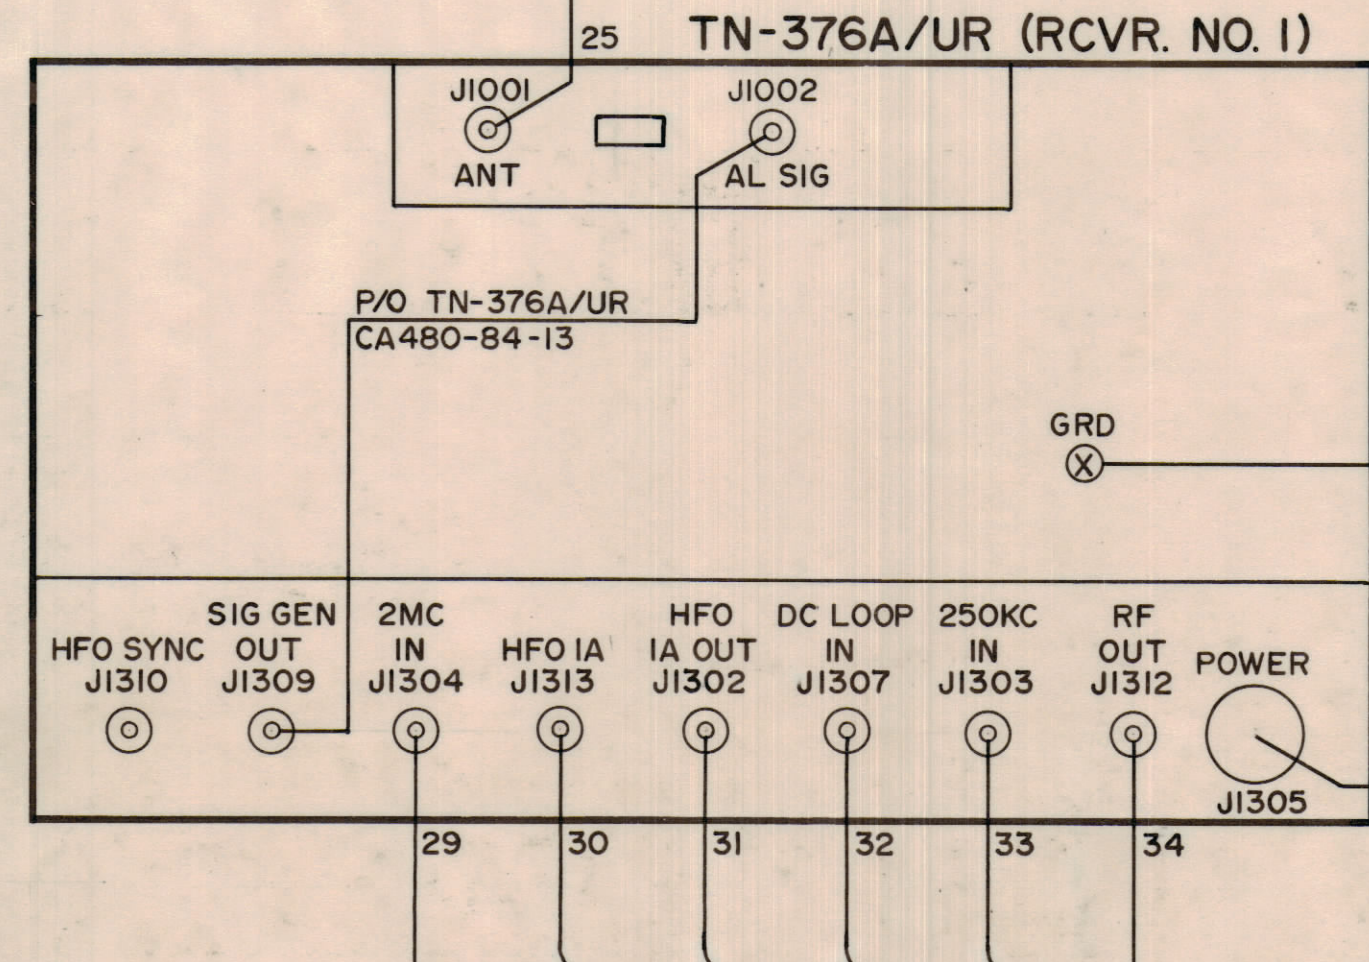 25
TN-376A/UR (RCVR. NO. 1)
J1001
J1002
ANT
AL SIG
P/O TN-376A/UR
CA480-84-13
GRD
X
HFO SYNC
J1310
SIG GEN
OUT
J1309
2MC
IN
J1304
HFO IA
J1313
HFO
IA OUT
J1302
DC LOOP
IN
J1307
250KC
IN
J1303
RF
OUT
J1312
POWER
J1305
29
30
31
32
33
34